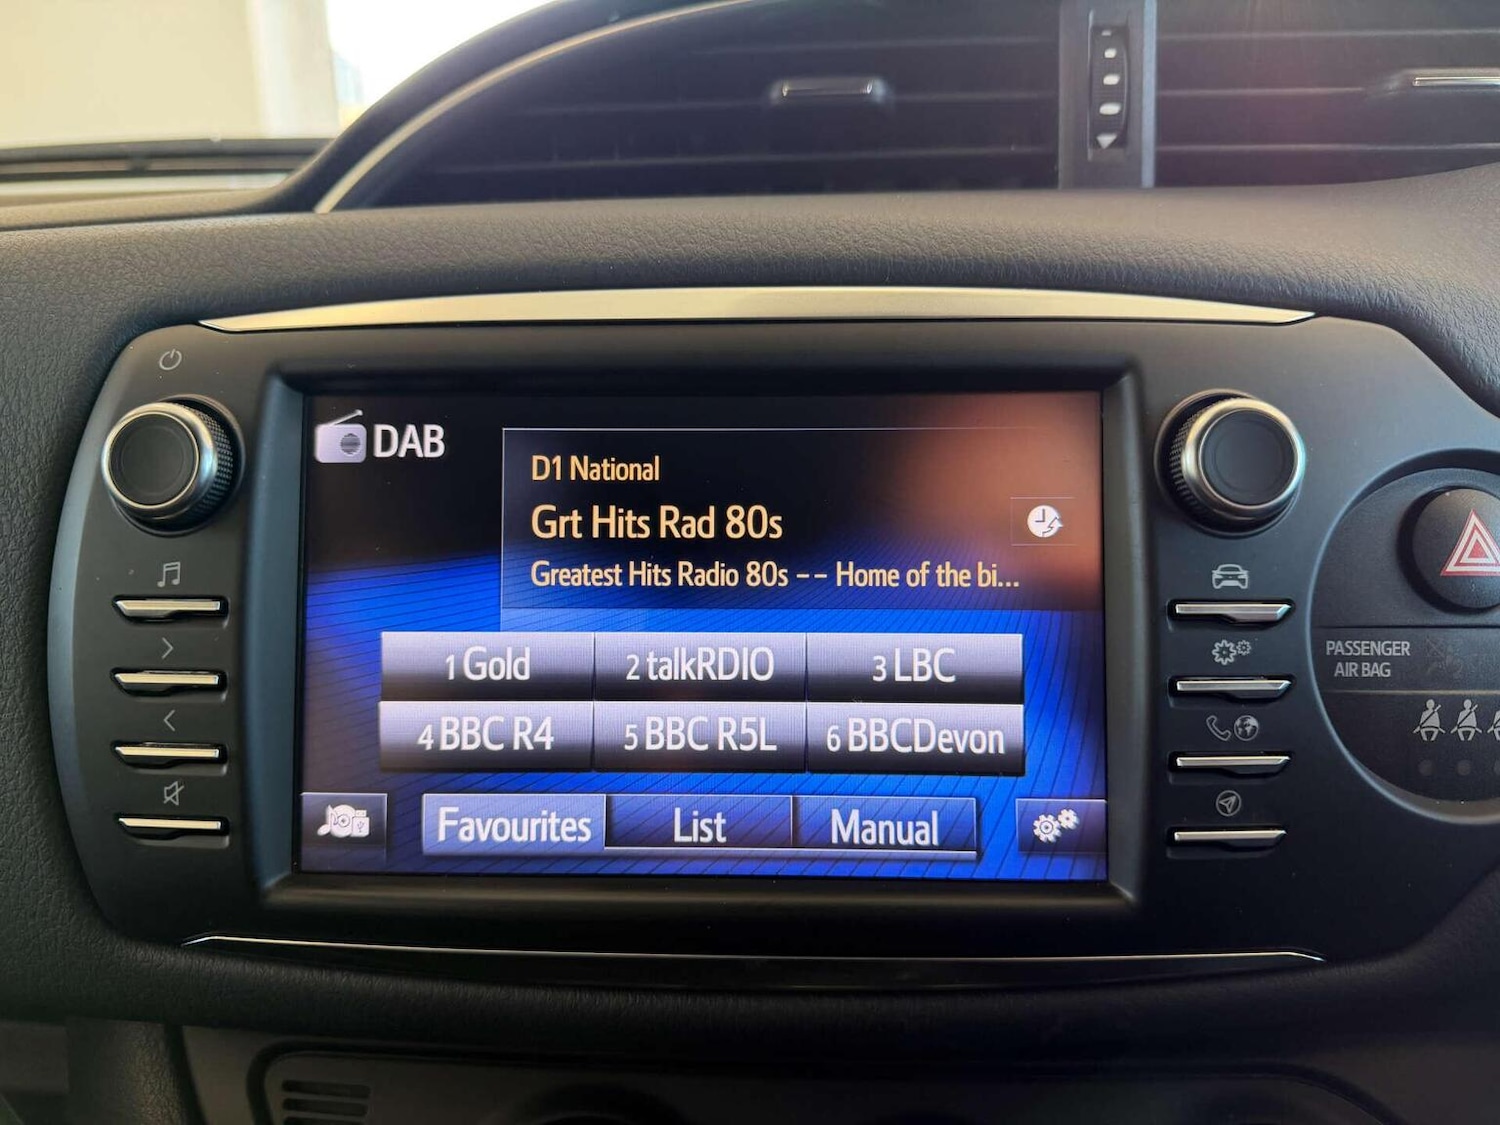 DAB
D1 National
Grt Hits Rad 80s
Greatest Hits Radio 80s -- Home of the bi...
1 Gold 2 talkRDIO 3 LBC
4 BBC R4 5 BBC R5L 6 BBCDevon
Favourites List Manual
PASSENGER
AIR BAG